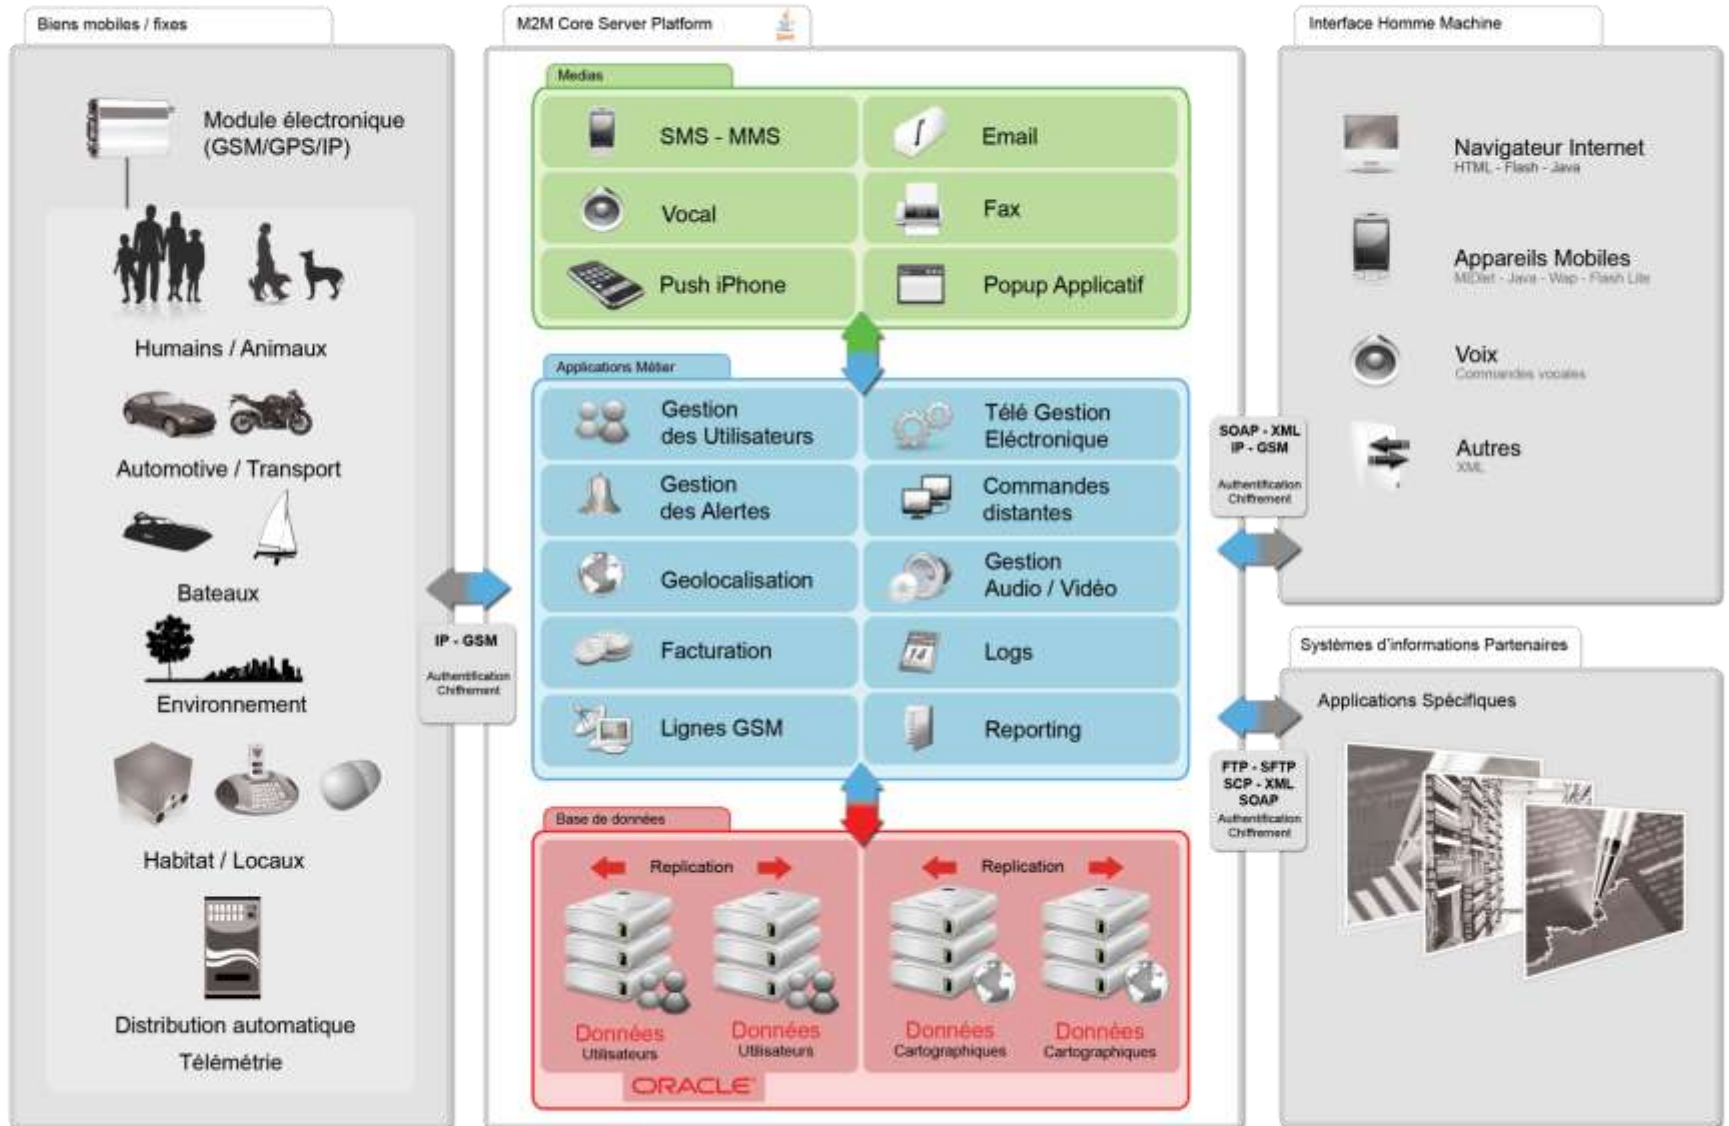 Biens mobiles / fixes
Module électronique
(GSM/GPS/IP)
Humains / Animaux
Automotive / Transport
Bateaux
Environnement
Habitat / Locaux
Distribution automatique
Télémétrie
IP - GSM
Authentification
Chiffrement
M2M Core Server Platform
Medias
SMS - MMS
Email
Vocal
Fax
Push iPhone
Popup Applicatif
Applications Métier
Gestion
des Utilisateurs
Télé Gestion
Eléctronique
Gestion
des Alertes
Commandes
distantes
Geolocalisation
Gestion
Audio / Vidéo
Facturation
Logs
Lignes GSM
Reporting
Base de données
Replication
Replication
Données
Utilisateurs
Données
Utilisateurs
Données
Cartographiques
Données
Cartographiques
ORACLE
SOAP - XML
IP - GSM
Authentification
Chiffrement
FTP - SFTP
SCP - XML
SOAP
Authentification
Chiffrement
Interface Homme Machine
Navigateur Internet
HTML - Flash - Java
Appareils Mobiles
MIDlet - Java - Wap - Flash Lite
Voix
Commandes vocales
Autres
XML
Systèmes d'informations Partenaires
Applications Spécifiques